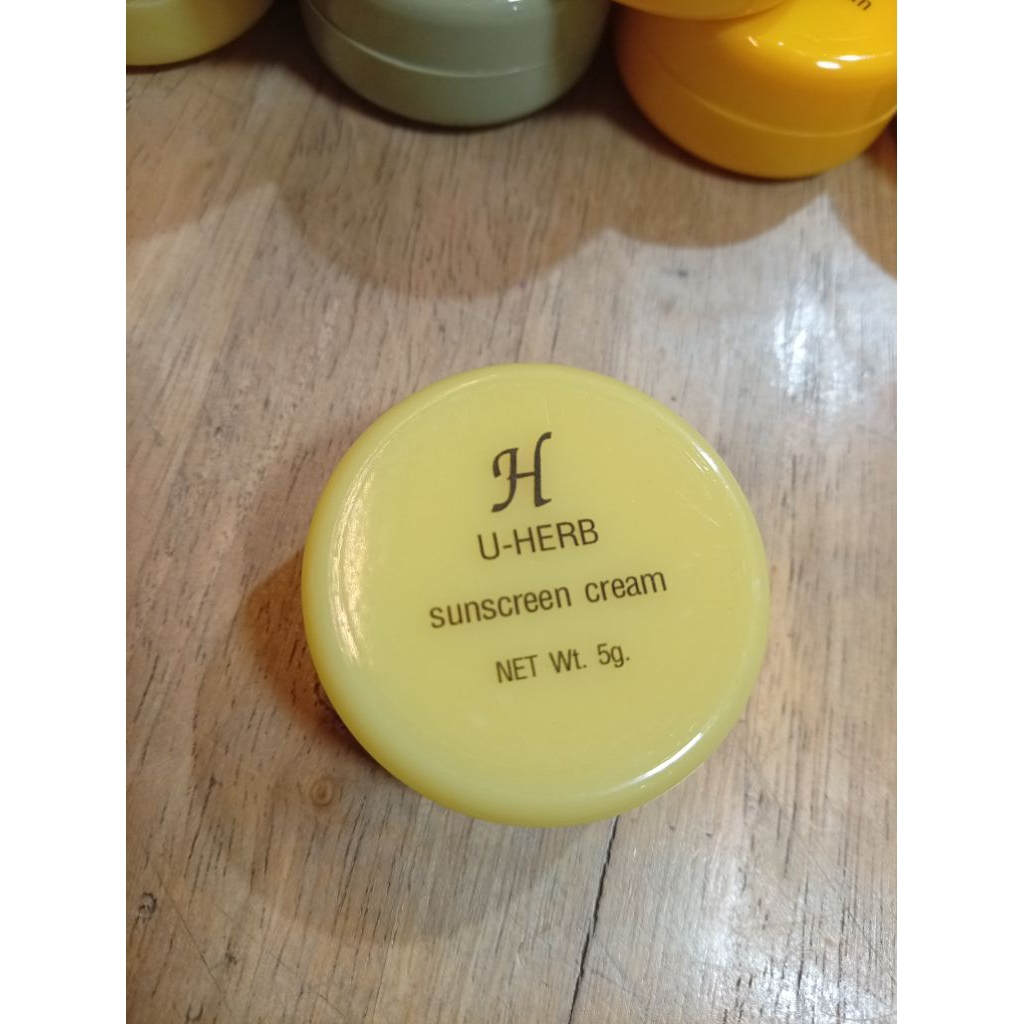 H
U-HERB
sunscreen cream
NET Wt. 5g.